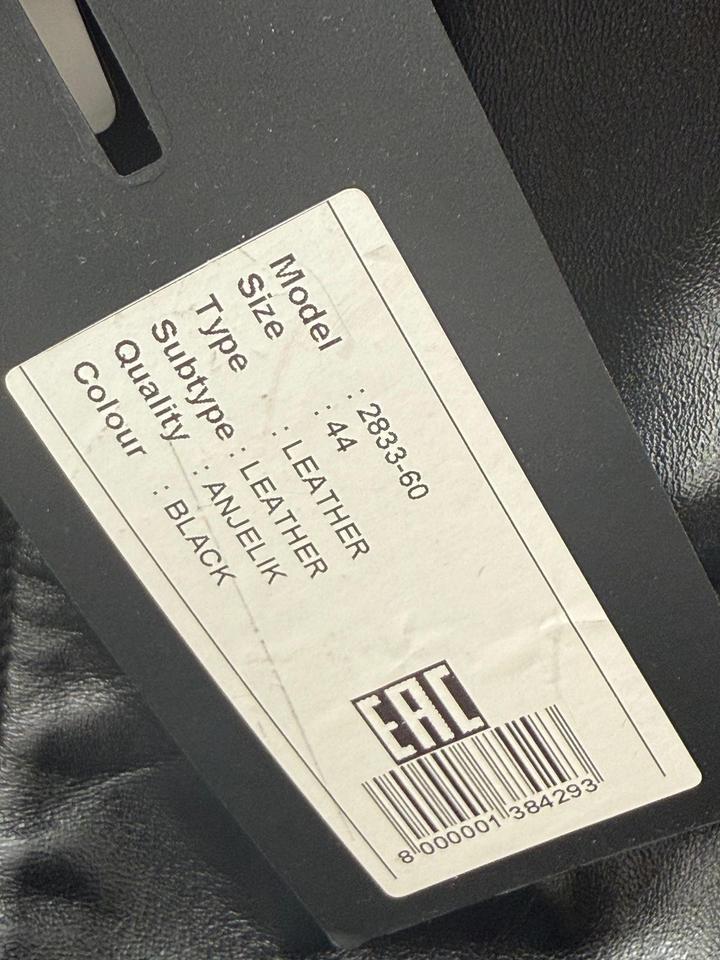 Model : 2833-60
Size : 44
Type : LEATHER
Subtype : LEATHER
Quality : ANJELIK
Colour : BLACK
EAC
8 000001 384293